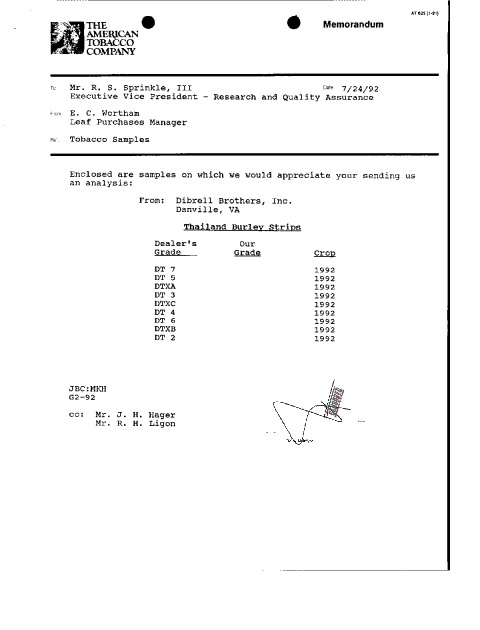 AT 825 (1-91)
THE
AMERICAN
TOBACCO
COMPANY
Memorandum
To: Mr. R. S. Sprinkle, III Date 7/24/92
Executive Vice President - Research and Quality Assurance
From: E. C. Wortham
Leaf Purchases Manager
Re: Tobacco Samples
Enclosed are samples on which we would appreciate your sending us
an analysis:
From: Dibrell Brothers, Inc.
Danville, VA
Thailand Burley Strips
Dealer's Our
Grade Grade Crop
DT 7 1992
DT 5 1992
DTXA 1992
DT 3 1992
DTXC 1992
DT 4 1992
DT 6 1992
DTXB 1992
DT 2 1992
JBC:MKH
G2-92
cc: Mr. J. H. Hager
Mr. R. H. Ligon